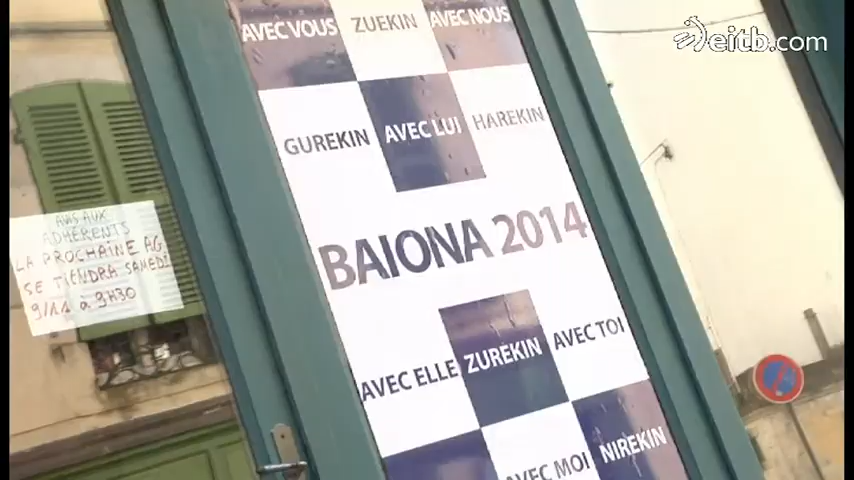 eitb.com
AVEC VOUS
ZUEKIN
AVEC NOUS
GUREKIN
AVEC LUI
HAREKIN
BAIONA 2014
AVEC ELLE
ZUREKIN
AVEC TOI
AVEC MOI
NIREKIN
AVIS AUX
ADHÉRENTS
LA PROCHAINE AG
SE TIENDRA SAMEDI
9/11 à 9H30